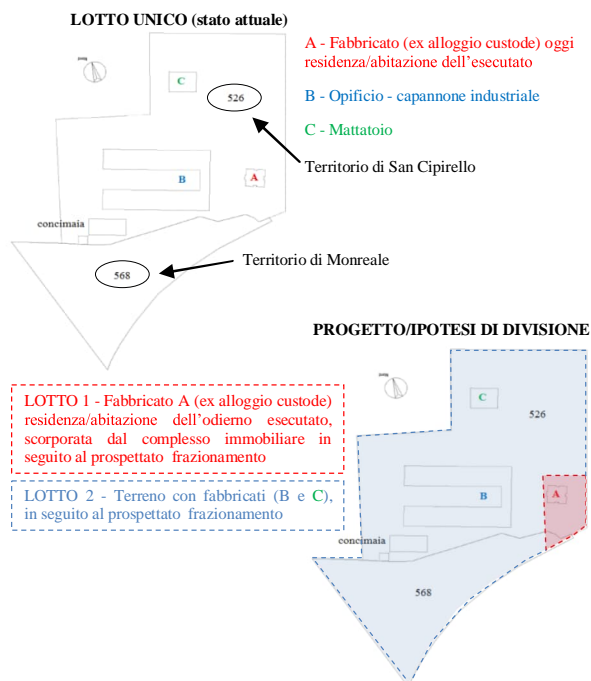 LOTTO UNICO (stato attuale)
A - Fabbricato (ex alloggio custode) oggi
residenza/abitazione dell'esecutato
B - Opificio - capannone industriale
C - Mattatoio
C
526
Territorio di San Cipirello
B
A
concimaia
Territorio di Monreale
568
PROGETTO/IPOTESI DI DIVISIONE
LOTTO 1 - Fabbricato A (ex alloggio custode)
residenza/abitazione dell'odierno esecutato,
scorporata dal complesso immobiliare in
seguito al prospettato frazionamento
LOTTO 2 - Terreno con fabbricati (B e C),
in seguito al prospettato frazionamento
C
526
B
A
concimaia
568